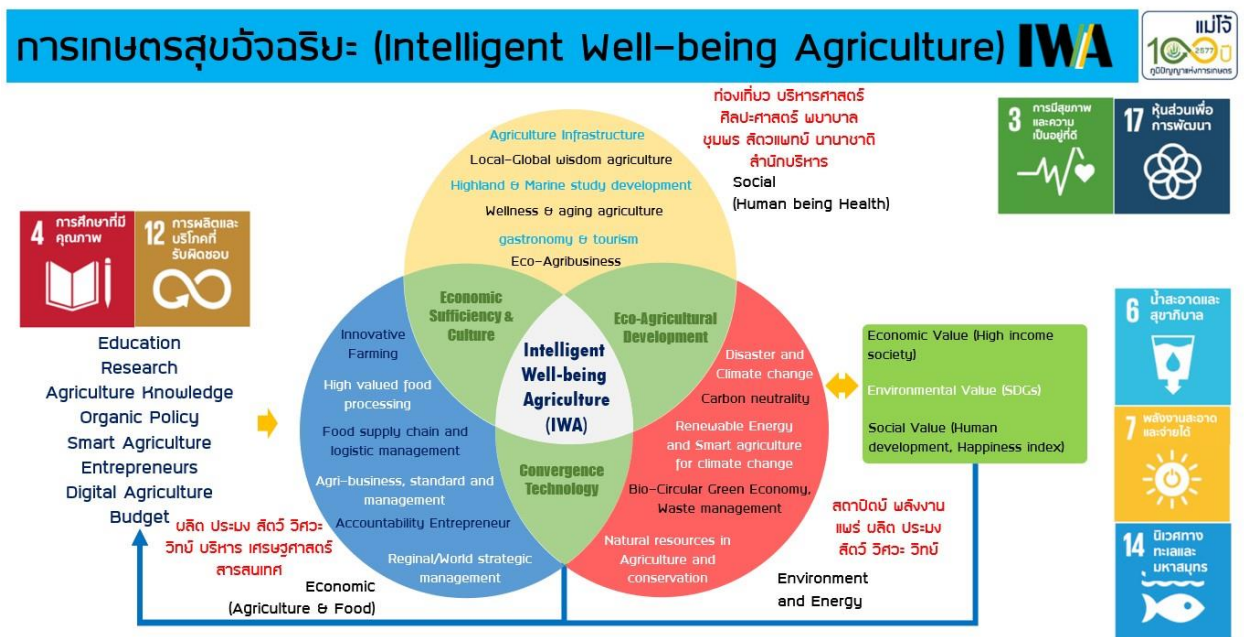 การเกษตรสุขอัจฉริยะ (Intelligent Well-being Agriculture) IWA
แม่โจ้
100 ปี
2577
ภูมิปัญญาแห่งการเกษตร
ท่องเที่ยว บริหารศาสตร์
ศิลปะศาสตร์ พยาบาล
ชุมพร สัตวแพทย์ นานาชาติ
สำนักบริหาร
Social
(Human being Health)
3 การมีสุขภาพ
และความ
เป็นอยู่ที่ดี
17 หุ้นส่วนเพื่อ
การพัฒนา
Agriculture Infrastructure
Local-Global wisdom agriculture
Highland & Marine study development
Wellness & aging agriculture
gastronomy & tourism
Eco-Agribusiness
4 การศึกษาที่มี
คุณภาพ
12 การผลิตและ
บริโภคที่
รับผิดชอบ
Education
Research
Agriculture Knowledge
Organic Policy
Smart Agriculture
Entrepreneurs
Digital Agriculture
Budget
ผลิต ประมง สัตว์ วิศวะ
วิทย์ บริหาร เศรษฐศาสตร์
สารสนเทศ
Economic
(Agriculture & Food)
Economic
Sufficiency &
Culture
Eco-Agricultural
Development
Intelligent
Well-being
Agriculture
(IWA)
Convergence
Technology
Innovative
Farming
High valued food
processing
Food supply chain and
logistic management
Agri-business, standard and
management
Accountability Entrepreneur
Reginal/World strategic
management
Disaster and
Climate change
Carbon neutrality
Renewable Energy
and Smart agriculture
for climate change
Bio-Circular Green Economy,
Waste management
Natural resources in
Agriculture and
conservation
Economic Value (High income
society)
Environmental Value (SDGs)
Social Value (Human
development, Happiness index)
สถาปัตย์ พลังงาน
แพร่ ผลิต ประมง
สัตว์ วิศวะ วิทย์
Environment
and Energy
6 น้ำสะอาดและ
สุขาภิบาล
7 พลังงานสะอาด
และจ่ายได้
14 นิเวศทาง
ทะเลและ
มหาสมุทร